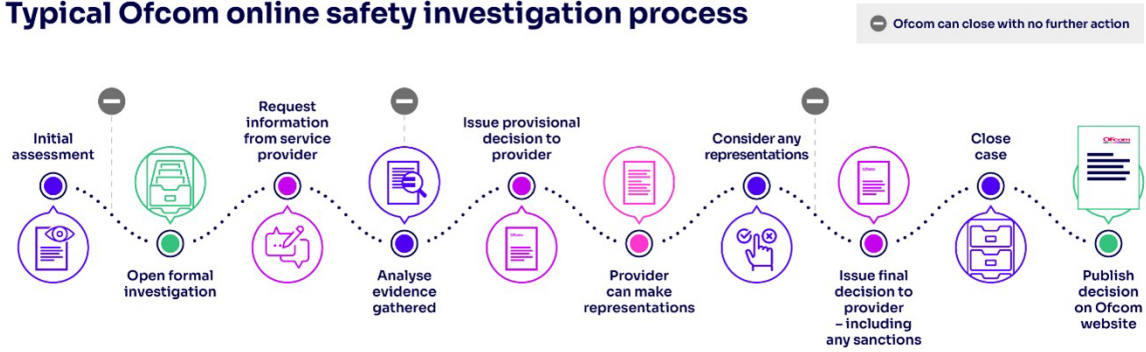 Typical Ofcom online safety investigation process
Ofcom can close with no further action
Initial
assessment
Open formal
investigation
Request
information
from service
provider
Analyse
evidence
gathered
Issue provisional
decision to
provider
Provider
can make
representations
Consider any
representations
Issue final
decision to
provider
– including
any sanctions
Close
case
Ofcom
Publish
decision
on Ofcom
website